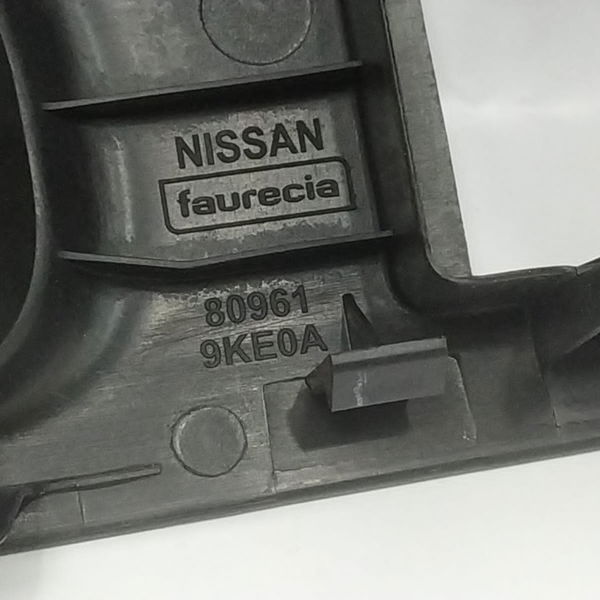 NISSAN
faurecia
80961
9KE0A